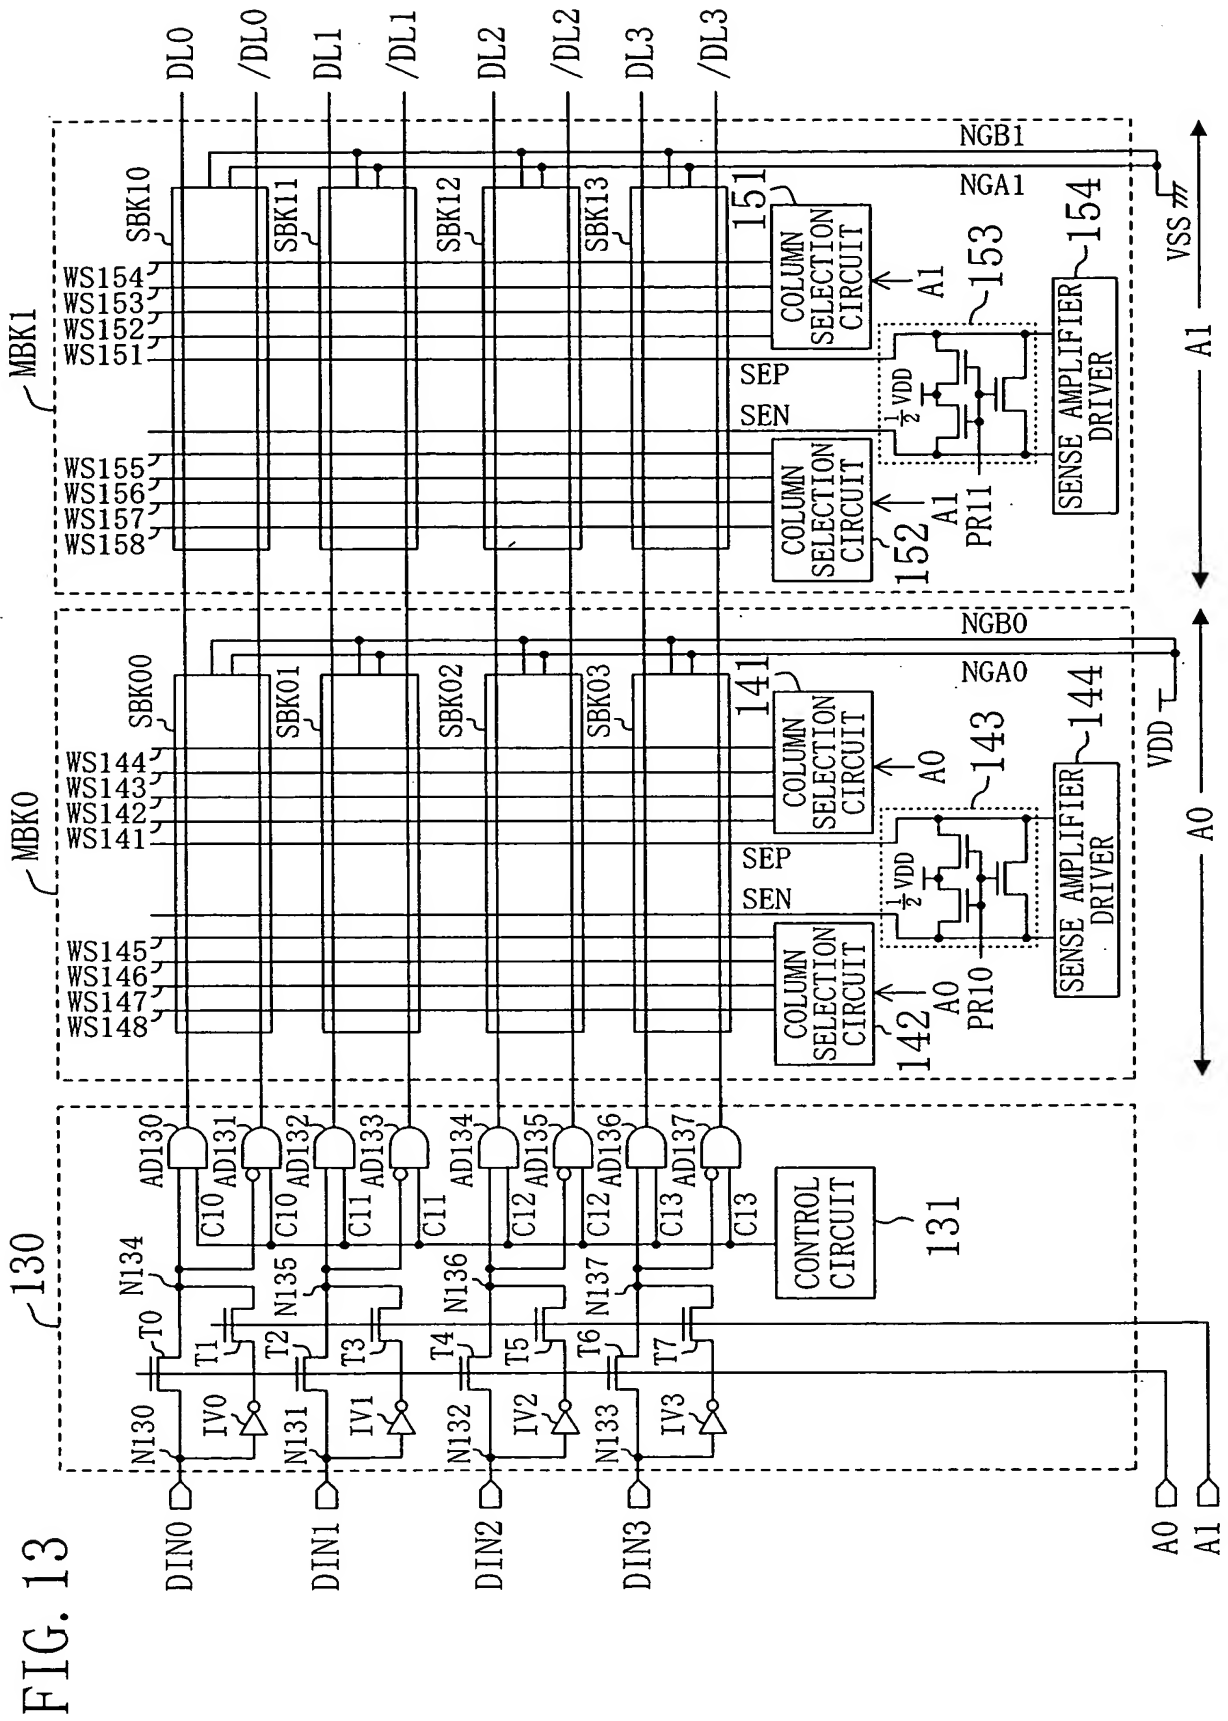 FIG. 13
130
MBK0
MBK1
DIN0
N130
T0
N134
AD130
C10
IV0
T1
AD131
C10
DIN1
N131
T2
N135
AD132
C11
IV1
T3
AD133
C11
DIN2
N132
T4
N136
AD134
C12
IV2
T5
AD135
C12
DIN3
N133
T6
N137
AD136
C13
IV3
T7
AD137
C13
CONTROL
CIRCUIT
131
A0
A1
WS148
WS147
WS146
WS145
WS141
WS142
WS143
WS144
SBK00
SBK01
SBK02
SBK03
SEN
SEP
NGA0
NGB0
COLUMN
SELECTION
CIRCUIT
142
A0
COLUMN
SELECTION
CIRCUIT
141
A0
PR10
1/2 VDD
143
SENSE AMPLIFIER
DRIVER
144
VDD
A0
WS158
WS157
WS156
WS155
WS151
WS152
WS153
WS154
SBK10
SBK11
SBK12
SBK13
SEN
SEP
NGA1
NGB1
COLUMN
SELECTION
CIRCUIT
152
A1
COLUMN
SELECTION
CIRCUIT
151
A1
PR11
1/2 VDD
153
SENSE AMPLIFIER
DRIVER
154
VSS
A1
DL0
/DL0
DL1
/DL1
DL2
/DL2
DL3
/DL3